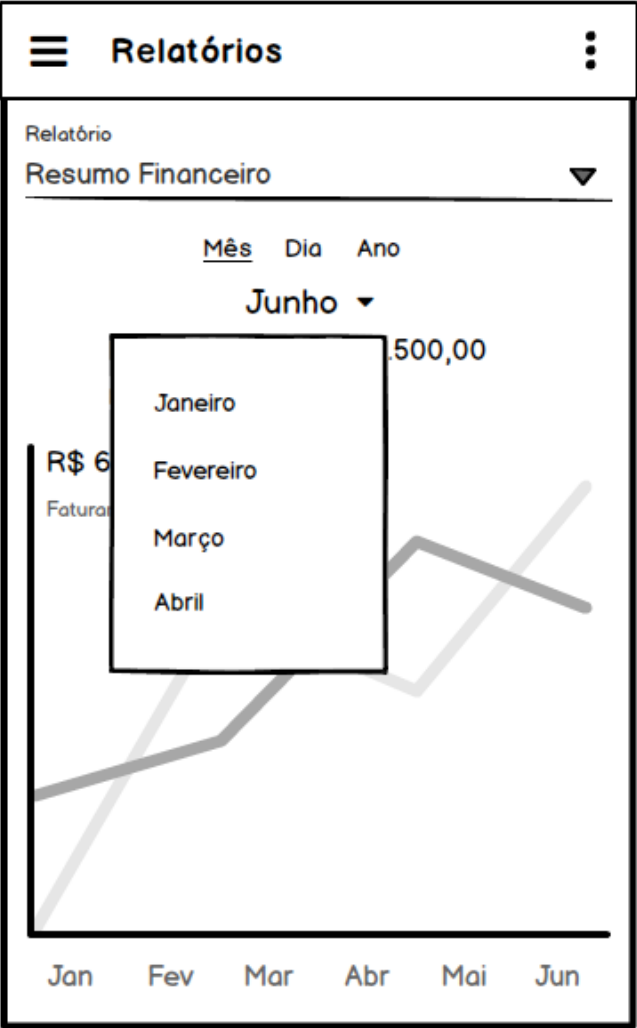 Relatórios
Relatório
Resumo Financeiro
Mês Dia Ano
Junho
.500,00
Janeiro
R$ 6
Fevereiro
Março
Abril
Jan Fev Mar Abr Mai Jun